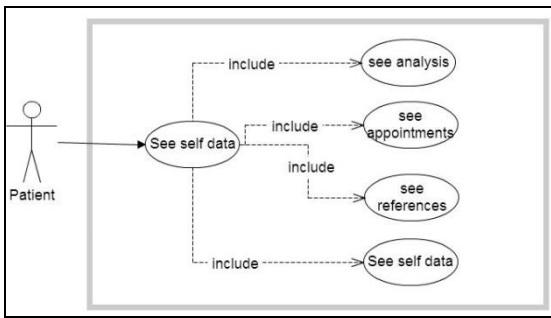 include
see analysis
see
appointments
include
See self data
include
Patient
see
references
include
See self data